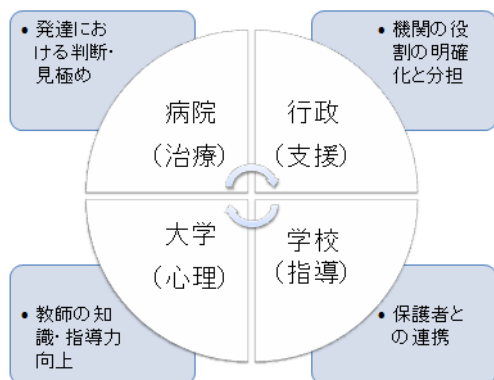 • 発達にお
ける判断・
見極め
• 機関の役
割の明確
化と分担
病院
(治療)
行政
(支援)
大学
(心理)
学校
(指導)
• 教師の知
識・指導力
向上
• 保護者と
の連携